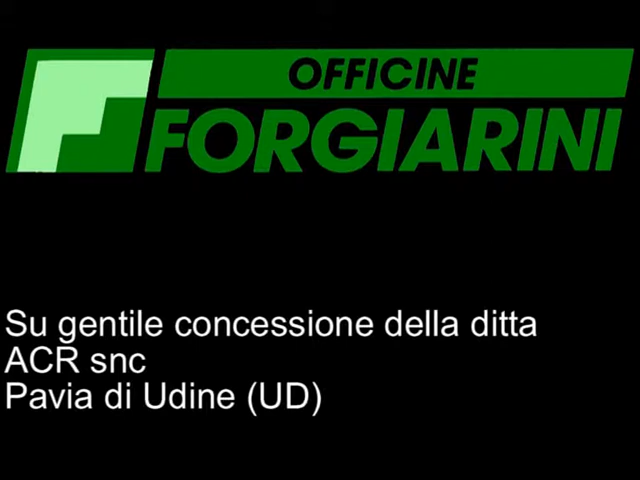 OFFICINE
FORGIARINI
Su gentile concessione della ditta
ACR snc
Pavia di Udine (UD)